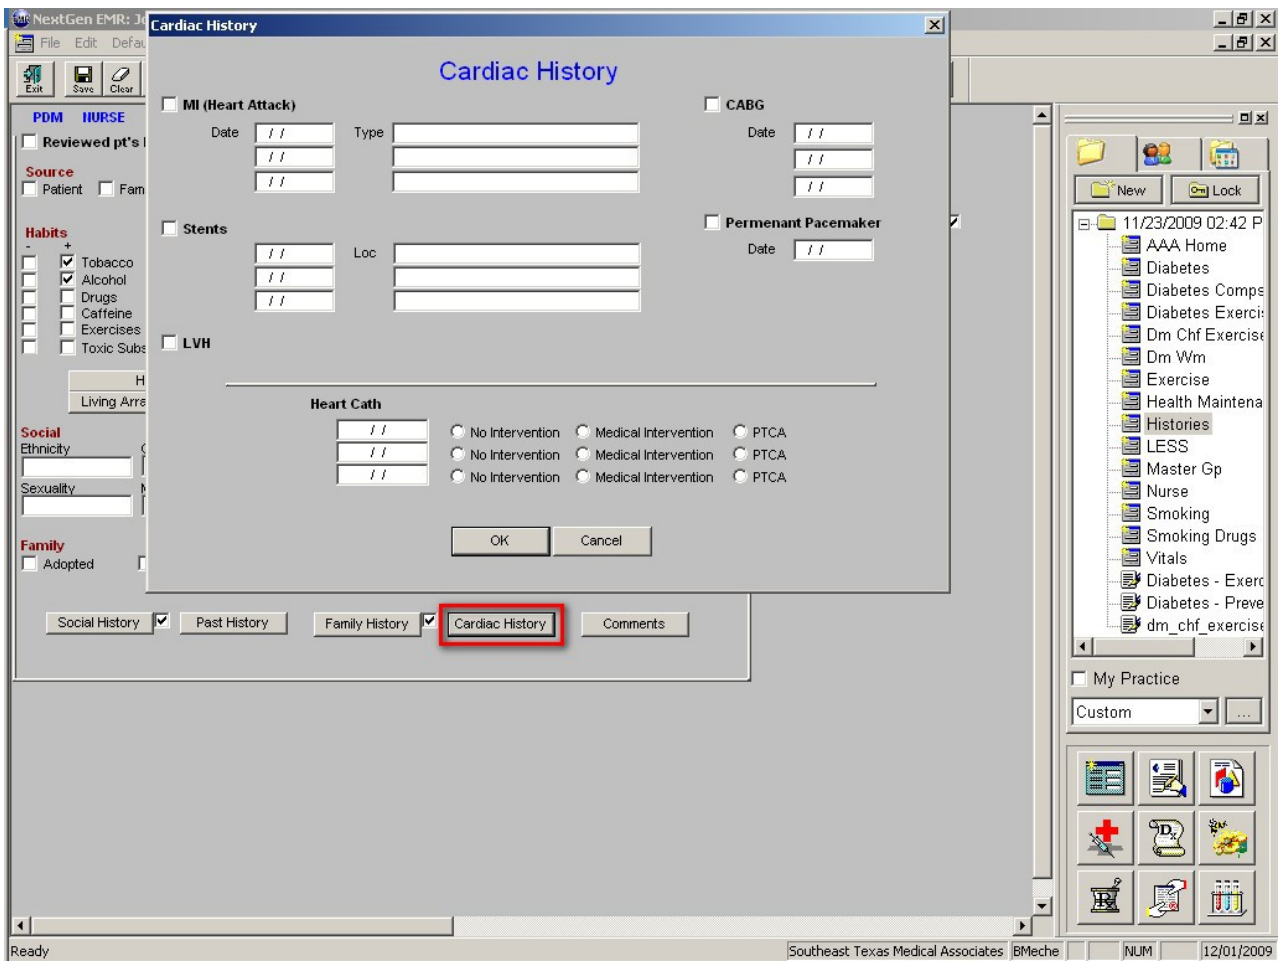 NextGen EMR: Jo
File Edit Defau
Exit Save Clear
PDM NURSE
Reviewed pt's
Source
Patient Fam
Habits
- +
Tobacco
Alcohol
Drugs
Caffeine
Exercises
Toxic Subs
H
Living Arra
Social
Ethnicity
Sexuality
Family
Adopted
Social History Past History Family History Cardiac History Comments
Cardiac History
Cardiac History
MI (Heart Attack)
Date / / Type
/ /
/ /
CABG
Date / /
/ /
/ /
Stents
/ / Loc
/ /
/ /
Permenant Pacemaker
Date / /
LVH
Heart Cath
/ / No Intervention Medical Intervention PTCA
/ / No Intervention Medical Intervention PTCA
/ / No Intervention Medical Intervention PTCA
OK Cancel
New Lock
11/23/2009 02:42 P
AAA Home
Diabetes
Diabetes Comps
Diabetes Exerci
Dm Chf Exercise
Dm Wm
Exercise
Health Maintena
Histories
LESS
Master Gp
Nurse
Smoking
Smoking Drugs
Vitals
Diabetes - Exerc
Diabetes - Preve
dm_chf_exercise
My Practice
Custom ...
Dx
Rx
Ready Southeast Texas Medical Associates BMeche NUM 12/01/2009